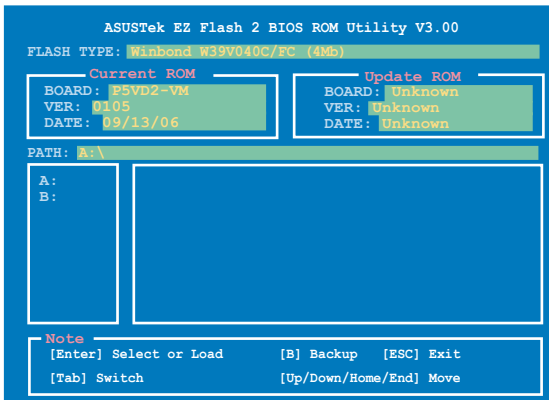 ASUSTek EZ Flash 2 BIOS ROM Utility V3.00
FLASH TYPE: Winbond W39V040C/FC (4Mb)
Current ROM
BOARD: P5VD2-VM
VER: 0105
DATE: 09/13/06
Update ROM
BOARD: Unknown
VER: Unknown
DATE: Unknown
PATH: A:\
A:
B:
Note
[Enter] Select or Load [B] Backup [ESC] Exit
[Tab] Switch [Up/Down/Home/End] Move